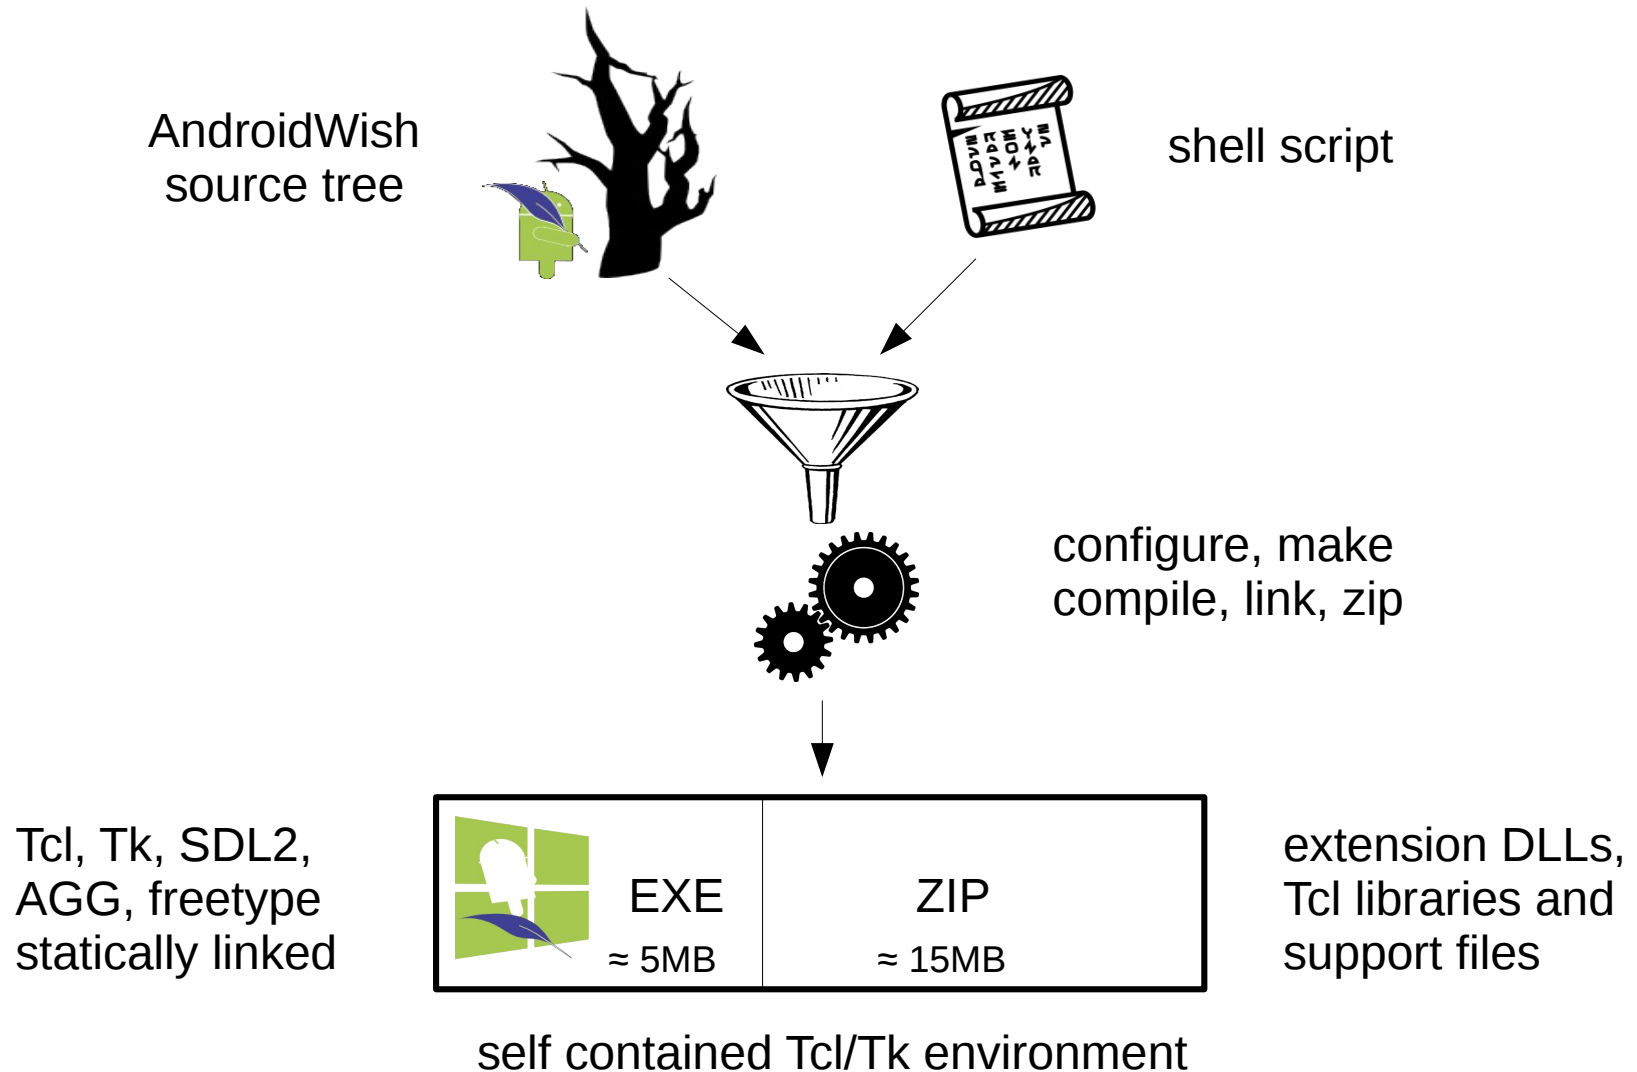 AndroidWish
source tree
shell script
configure, make
compile, link, zip
Tcl, Tk, SDL2,
AGG, freetype
statically linked
EXE
≈ 5MB
ZIP
≈ 15MB
extension DLLs,
Tcl libraries and
support files
self contained Tcl/Tk environment